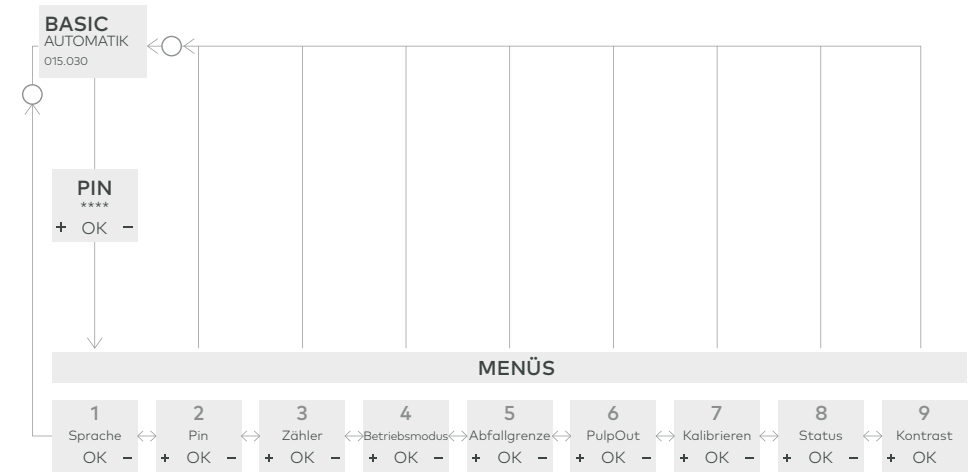 BASIC
AUTOMATIK
015.030
PIN
****
+ OK −
MENÜS
1
Sprache
OK −
2
Pin
+ OK −
3
Zähler
+ OK −
4
Betriebsmodus
+ OK −
5
Abfallgrenze
+ OK −
6
PulpOut
+ OK −
7
Kalibrieren
+ OK −
8
Status
+ OK −
9
Kontrast
+ OK